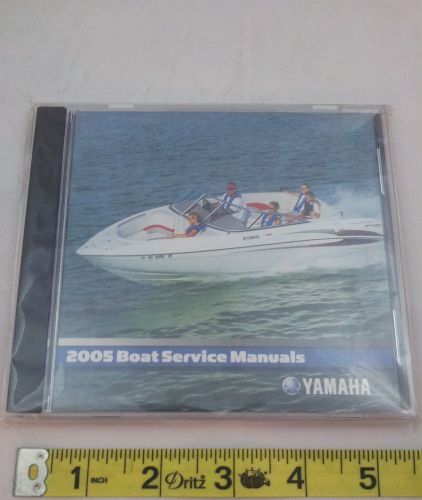 2005 Boat Service Manuals
YAMAHA
1 INCH 2 Dritz 3 4 5